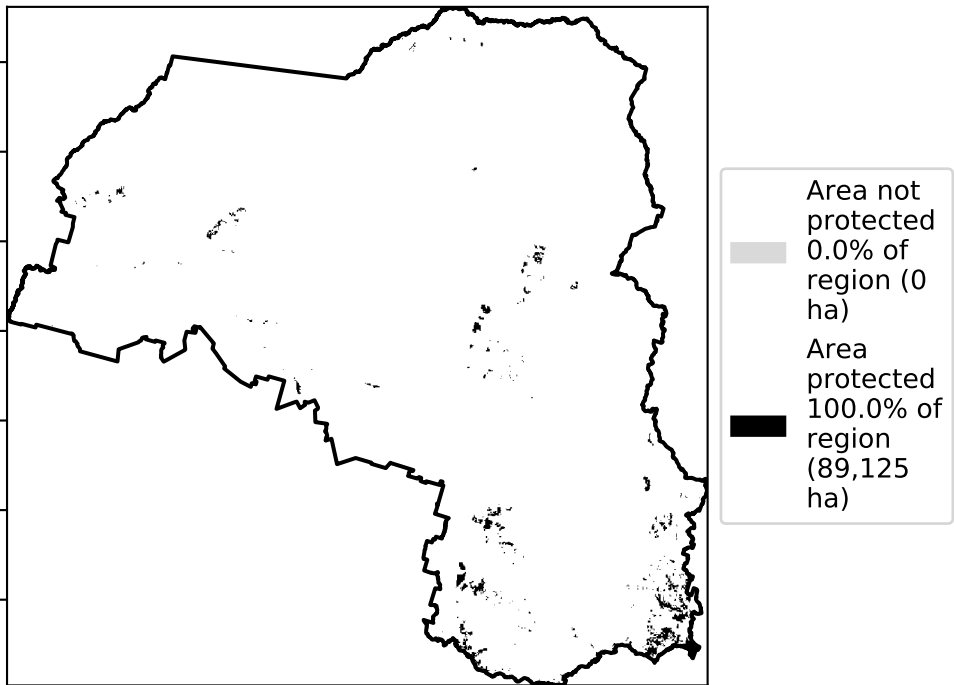 Area not
protected
0.0% of
region (0
ha)
Area
protected
100.0% of
region
(89,125
ha)